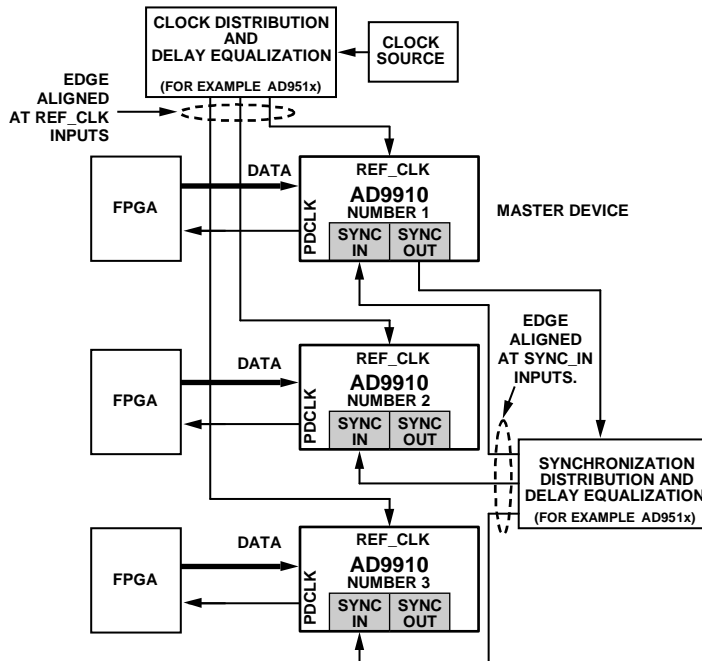 CLOCK DISTRIBUTION
AND
DELAY EQUALIZATION
(FOR EXAMPLE AD951x)
CLOCK
SOURCE
EDGE
ALIGNED
AT REF_CLK
INPUTS
FPGA
DATA
PDCLK
REF_CLK
AD9910
NUMBER 1
SYNC
IN
SYNC
OUT
MASTER DEVICE
EDGE
ALIGNED
AT SYNC_IN
INPUTS.
FPGA
DATA
PDCLK
REF_CLK
AD9910
NUMBER 2
SYNC
IN
SYNC
OUT
SYNCHRONIZATION
DISTRIBUTION AND
DELAY EQUALIZATION
(FOR EXAMPLE AD951x)
FPGA
DATA
PDCLK
REF_CLK
AD9910
NUMBER 3
SYNC
IN
SYNC
OUT